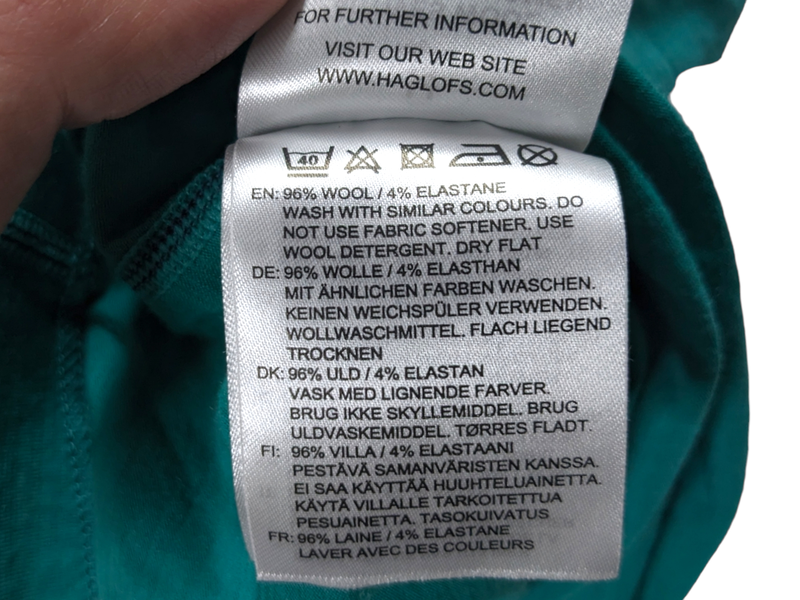 FOR FURTHER INFORMATION
VISIT OUR WEB SITE
WWW.HAGLOFS.COM
40
EN: 96% WOOL / 4% ELASTANE
WASH WITH SIMILAR COLOURS. DO
NOT USE FABRIC SOFTENER. USE
WOOL DETERGENT. DRY FLAT
DE: 96% WOLLE / 4% ELASTHAN
MIT ÄHNLICHEN FARBEN WASCHEN.
KEINEN WEICHSPÜLER VERWENDEN.
WOLLWASCHMITTEL. FLACH LIEGEND
TROCKNEN
DK: 96% ULD / 4% ELASTAN
VASK MED LIGNENDE FARVER.
BRUG IKKE SKYLLEMIDDEL. BRUG
ULDVASKEMIDDEL. TØRRES FLADT.
FI: 96% VILLA / 4% ELASTAANI
PESTÄVÄ SAMANVÄRISTEN KANSSA.
EI SAA KÄYTTÄÄ HUUHTELUAINETTA.
KÄYTÄ VILLALLE TARKOITETTUA
PESUAINETTA. TASOKUIVATUS
FR: 96% LAINE / 4% ELASTANE
LAVER AVEC DES COULEURS